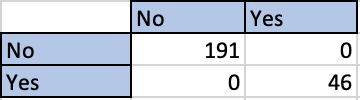 No Yes
No 191 0
Yes 0 46